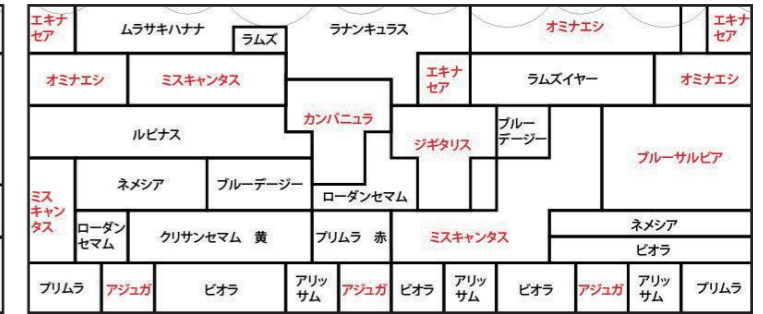 エキナ
セア
ムラサキハナナ
ラムズ
ラナンキュラス
オミナエシ
エキナ
セア
オミナエシ
ミスキャンタス
エキナ
セア
ラムズイヤー
オミナエシ
カンパニュラ
ルピナス
ジギタリス
ブルー
デージー
ブルーサルビア
ミス
キャン
タス
ネメシア
ブルーデージー
ローダンセマム
ローダン
セマム
クリサンセマム 黄
プリムラ 赤
ミスキャンタス
ネメシア
ビオラ
プリムラ
アジュガ
ビオラ
アリッ
サム
アジュガ
ビオラ
アリッ
サム
ビオラ
アジュガ
アリッ
サム
プリムラ